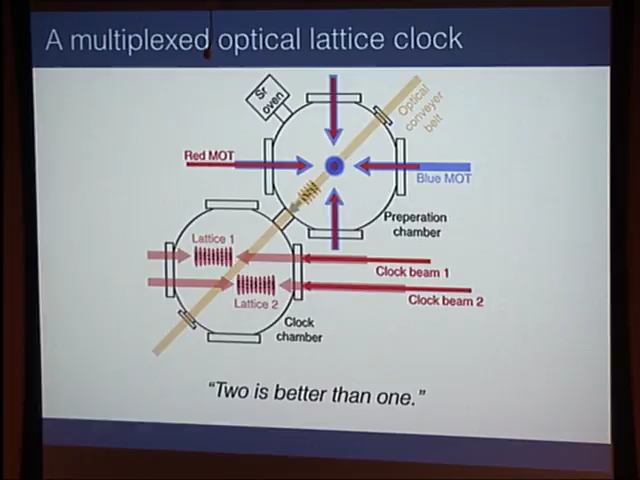 A multiplexed optical lattice clock
Sr
oven
Optical
conveyer
belt
Red MOT
Blue MOT
Preperation
chamber
Lattice 1
Clock beam 1
Lattice 2
Clock beam 2
Clock
chamber
“Two is better than one.”